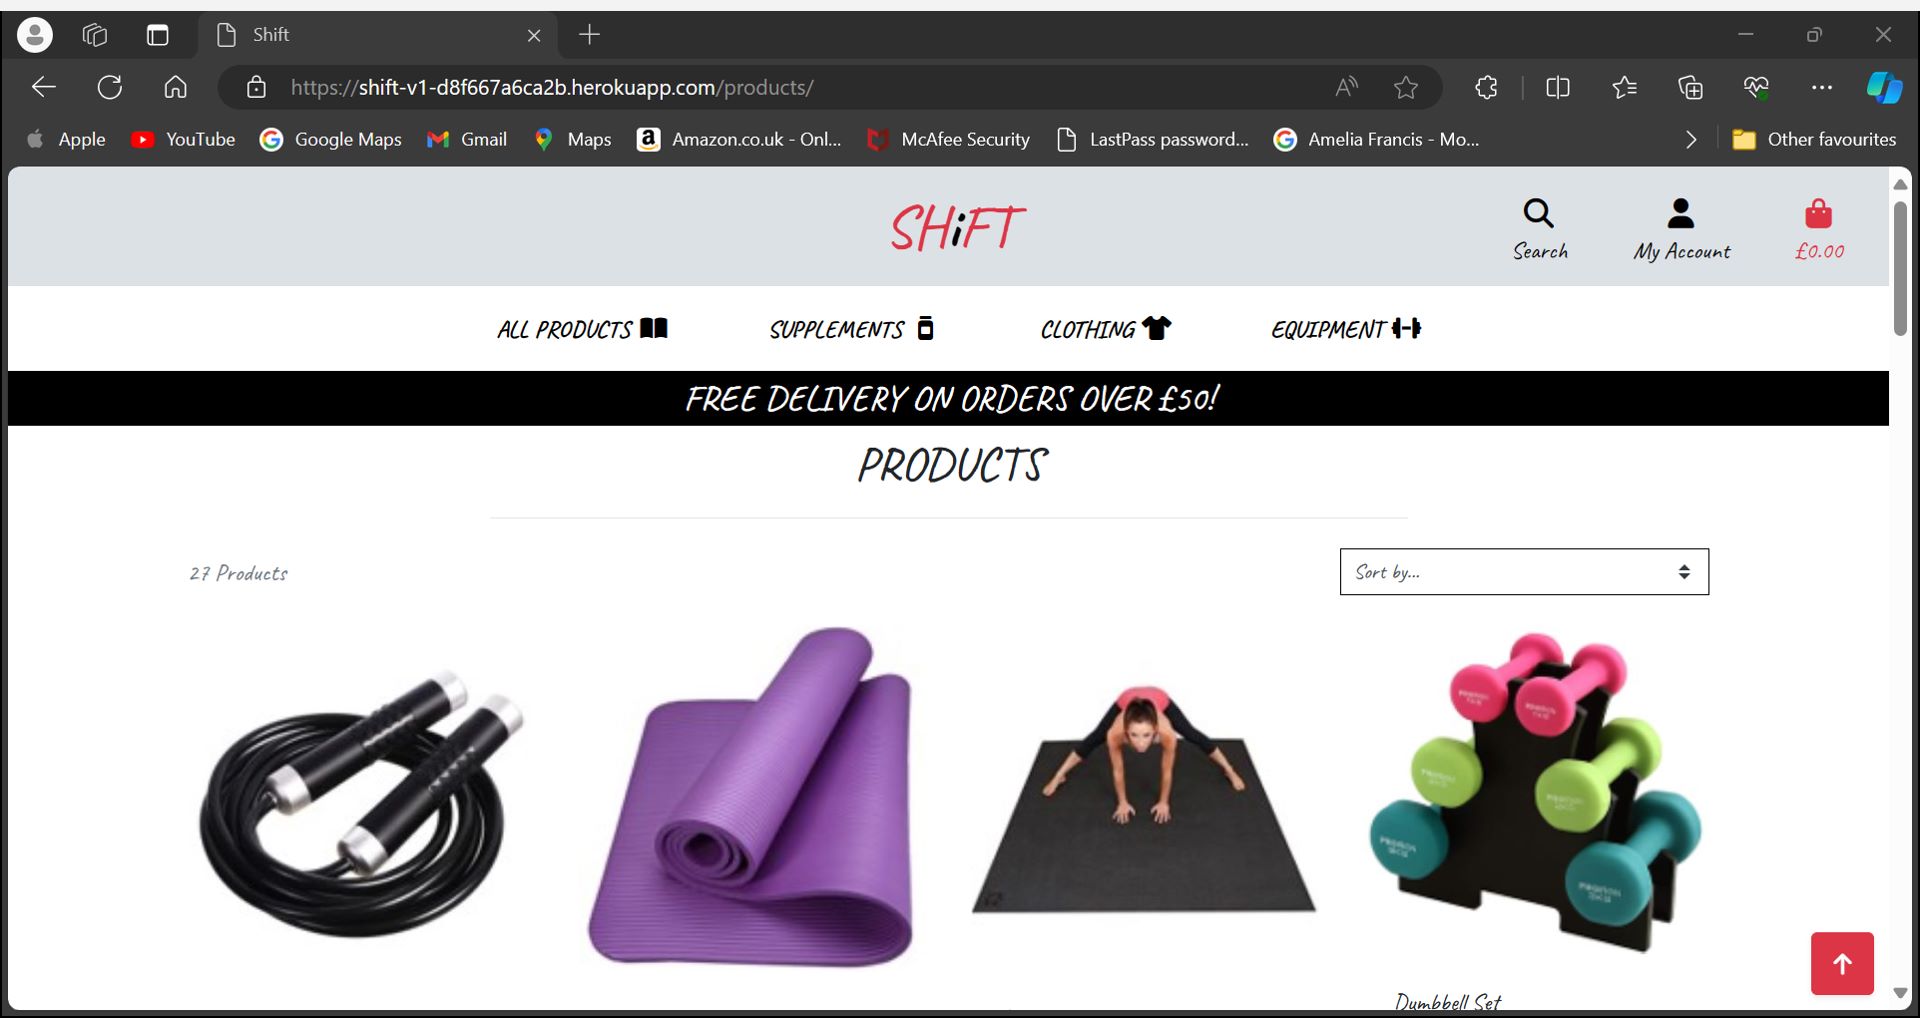 Shift
https://shift-v1-d8f667a6ca2b.herokuapp.com/products/
Apple YouTube Google Maps Gmail Maps Amazon.co.uk - Onl... McAfee Security LastPass password... Amelia Francis - Mo... Other favourites
SHiFT
Search My Account £0.00
ALL PRODUCTS SUPPLEMENTS CLOTHING EQUIPMENT
FREE DELIVERY ON ORDERS OVER £50!
PRODUCTS
27 Products
Sort by...
Dumbbell Set